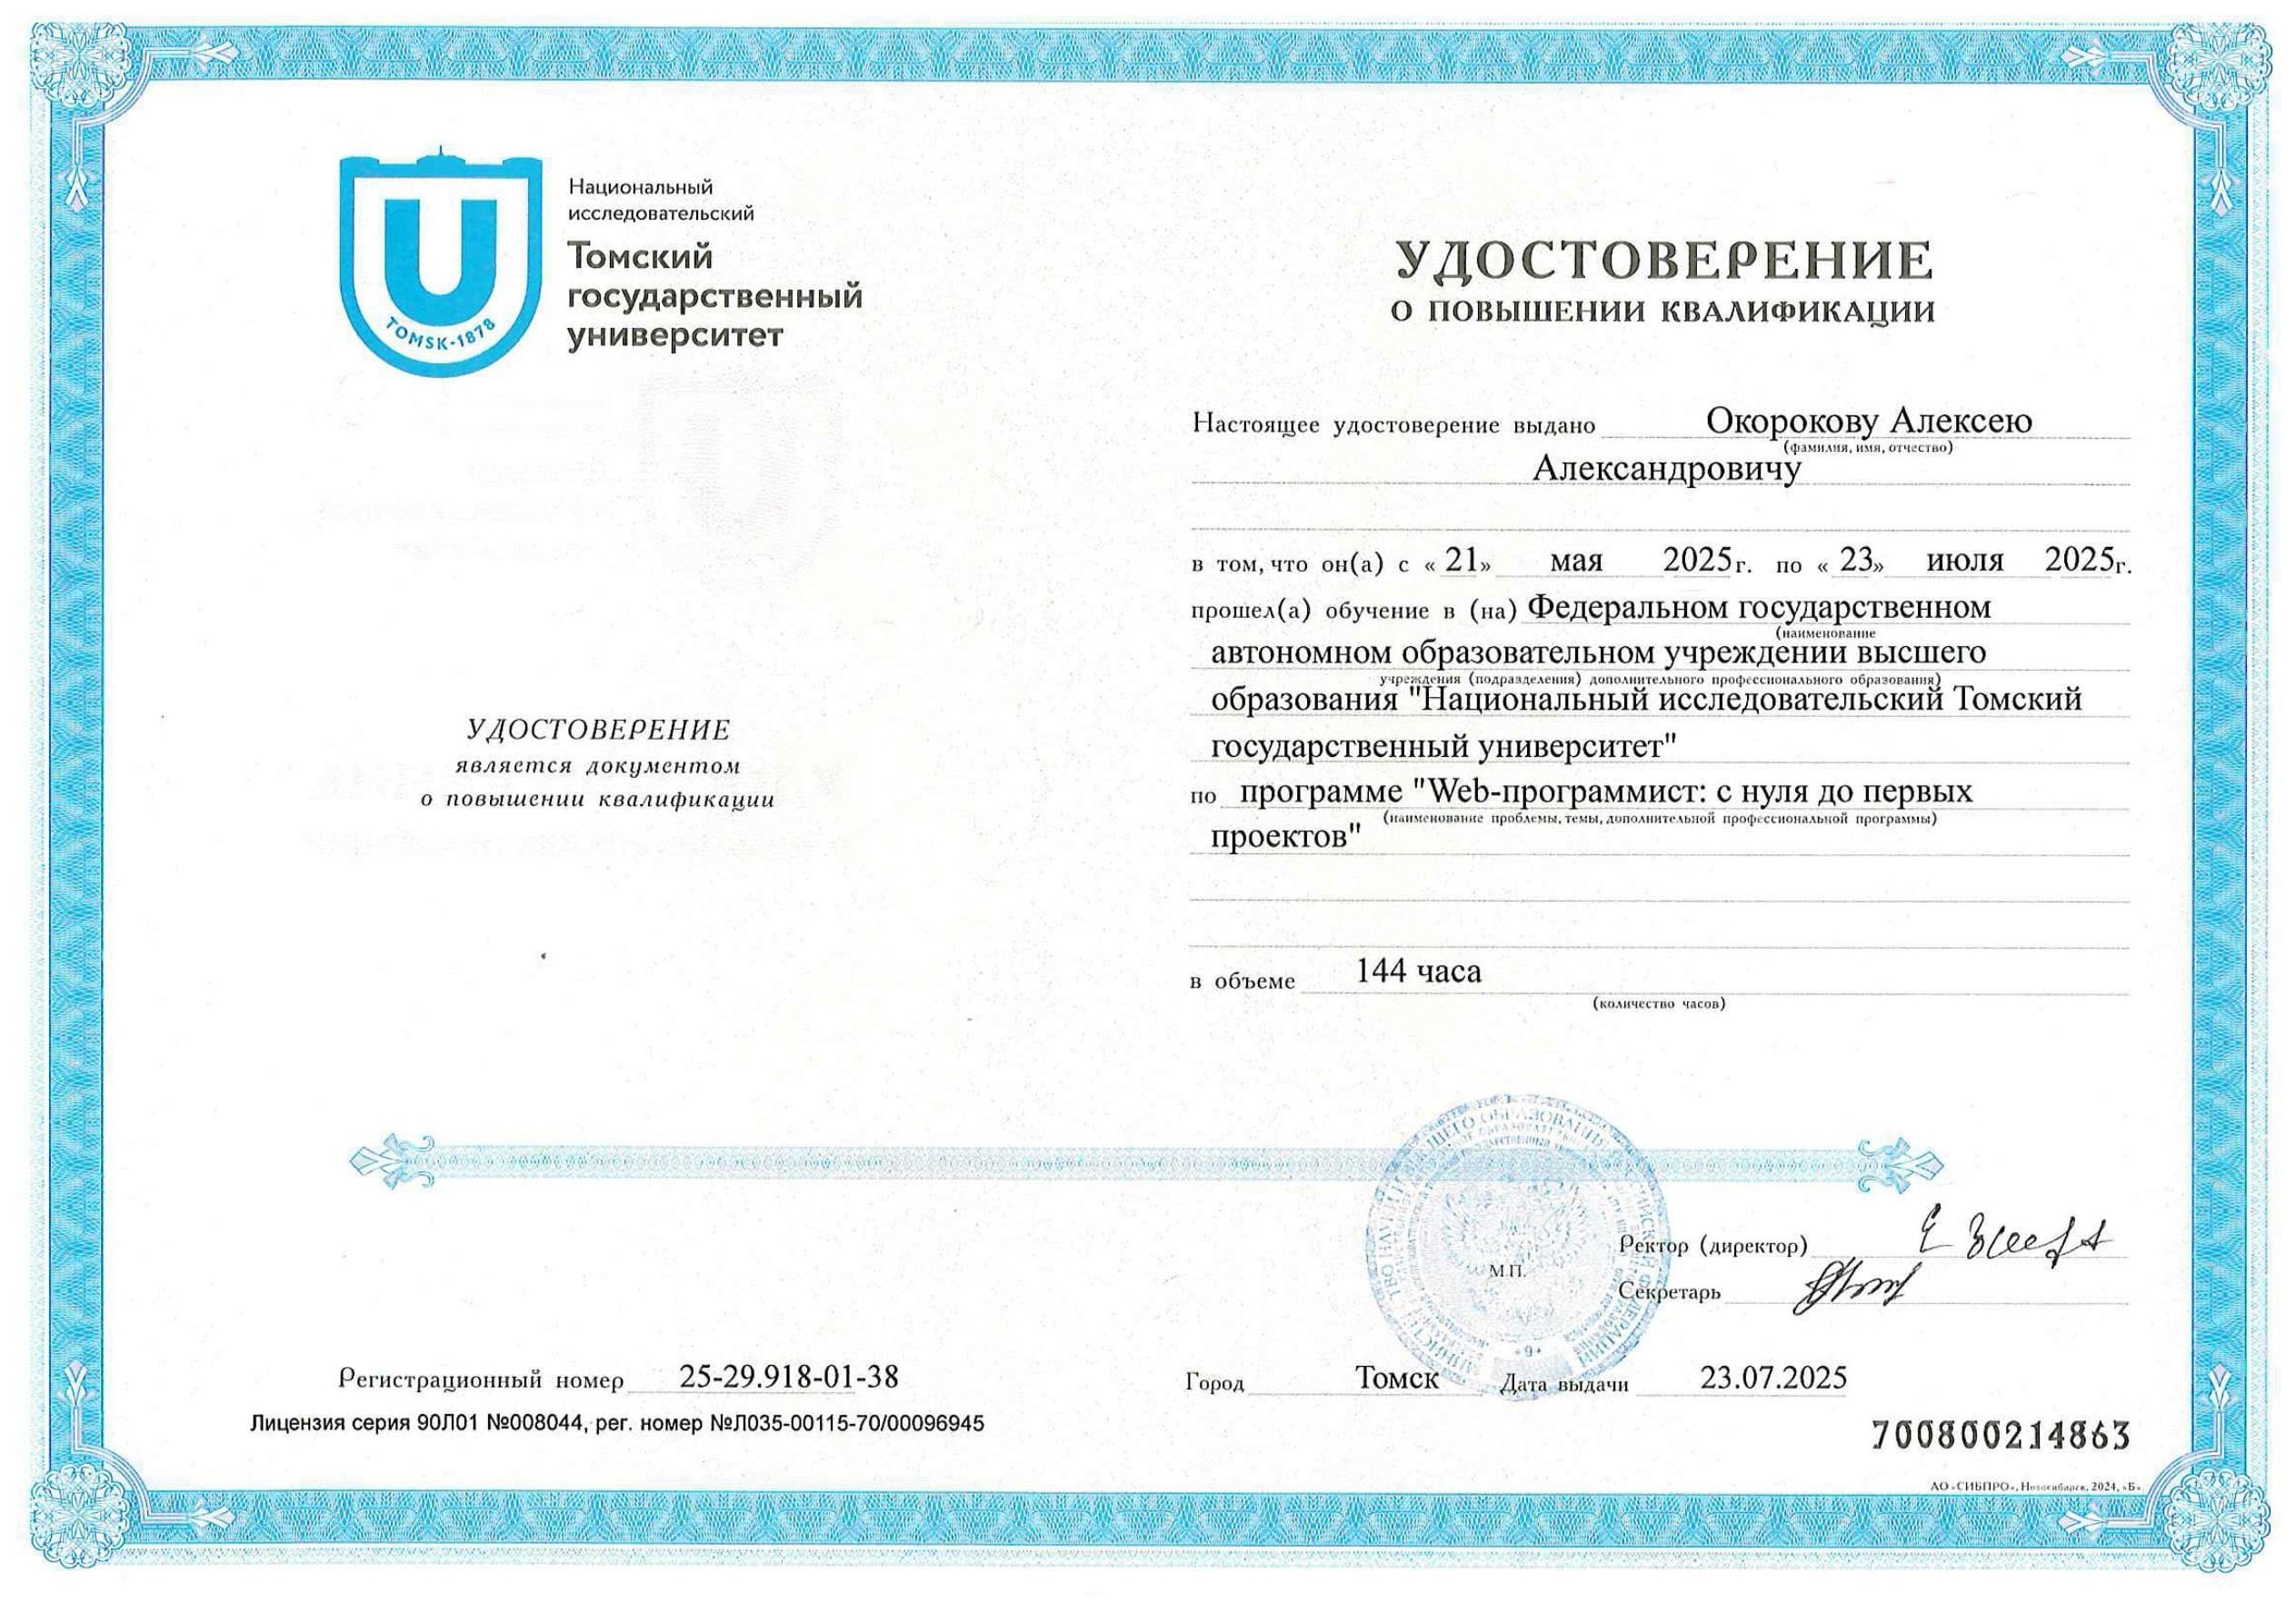 Национальный
исследовательский
Томский
государственный
университет
TOMSK-1878
УДОСТОВЕРЕНИЕ
является документом
о повышении квалификации
Регистрационный номер 25-29.918-01-38
Лицензия серия 90Л01 №008044, рег. номер №Л035-00115-70/00096945
УДОСТОВЕРЕНИЕ
О ПОВЫШЕНИИ КВАЛИФИКАЦИИ
Настоящее удостоверение выдано Окорокову Алексею
(фамилия, имя, отчество)
Александровичу
в том, что он(а) с «21» мая 2025г. по «23» июля 2025г.
прошел(а) обучение в (на) Федеральном государственном
(наименование
автономном образовательном учреждении высшего
учреждения (подразделения) дополнительного профессионального образования)
образования "Национальный исследовательский Томский
государственный университет"
по программе "Web-программист: с нуля до первых
(наименование проблемы, темы, дополнительной профессиональной программы)
проектов"
в объеме 144 часа
(количество часов)
Ректор (директор)
М.П.
Секретарь
Город Томск Дата выдачи 23.07.2025
700800214863
АО «СИБПРО», Новосибирск, 2024, «Б».